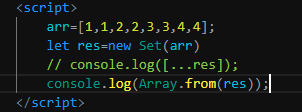 <script>
    arr=[1,1,2,2,3,3,4,4];
    let res=new Set(arr)
    // console.log([...res]);
    console.log(Array.from(res));
</script>